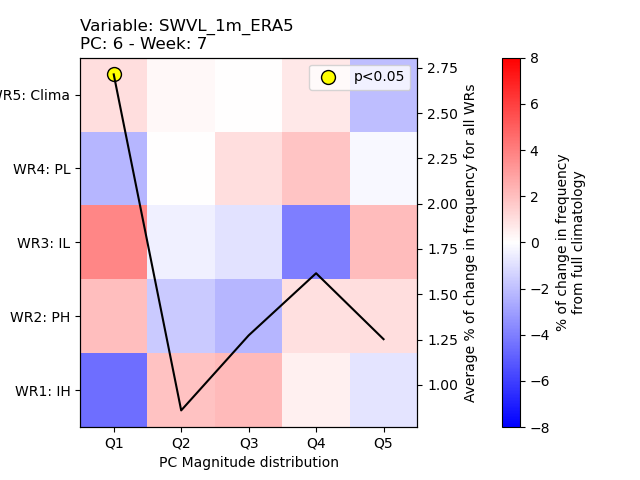 Variable: SWVL_1m_ERA5
PC: 6 - Week: 7
p<0.05
WR5: Clima
WR4: PL
WR3: IL
WR2: PH
WR1: IH
Q1 Q2 Q3 Q4 Q5
PC Magnitude distribution
2.75
2.50
2.25
2.00
1.75
1.50
1.25
1.00
Average % of change in frequency for all WRs
8
6
4
2
0
−2
−4
−6
−8
% of change in frequency
from full climatology